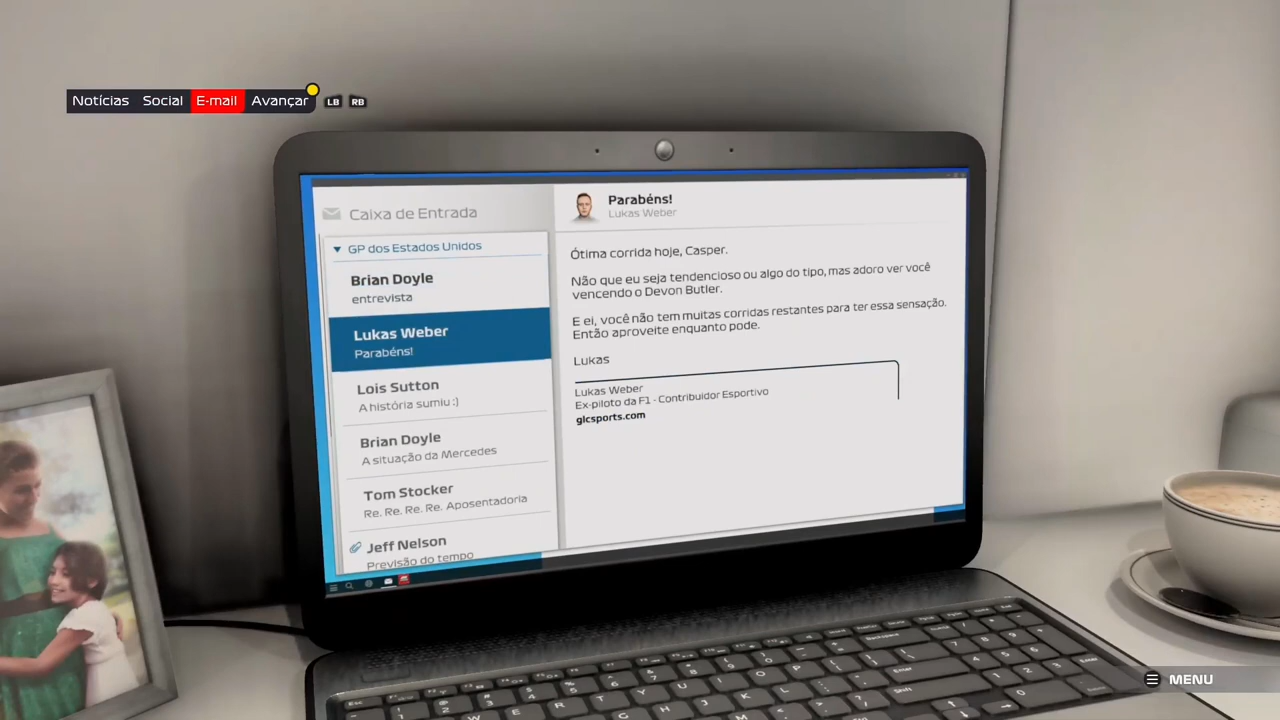 Notícias Social E-mail Avançar LB RB
Caixa de Entrada
GP dos Estados Unidos
Brian Doyle
entrevista
Lukas Weber
Parabéns!
Lois Sutton
A história sumiu :)
Brian Doyle
A situação da Mercedes
Tom Stocker
Re. Re. Re. Re. Aposentadoria
Jeff Nelson
Previsão do tempo
Parabéns!
Lukas Weber
Ótima corrida hoje, Casper.
Não que eu seja tendencioso ou algo do tipo, mas adoro ver você
vencendo o Devon Butler.
E ei, você não tem muitas corridas restantes para ter essa sensação.
Então aproveite enquanto pode.
Lukas
Lukas Weber
Ex-piloto da F1 - Contribuidor Esportivo
glcsports.com
MENU